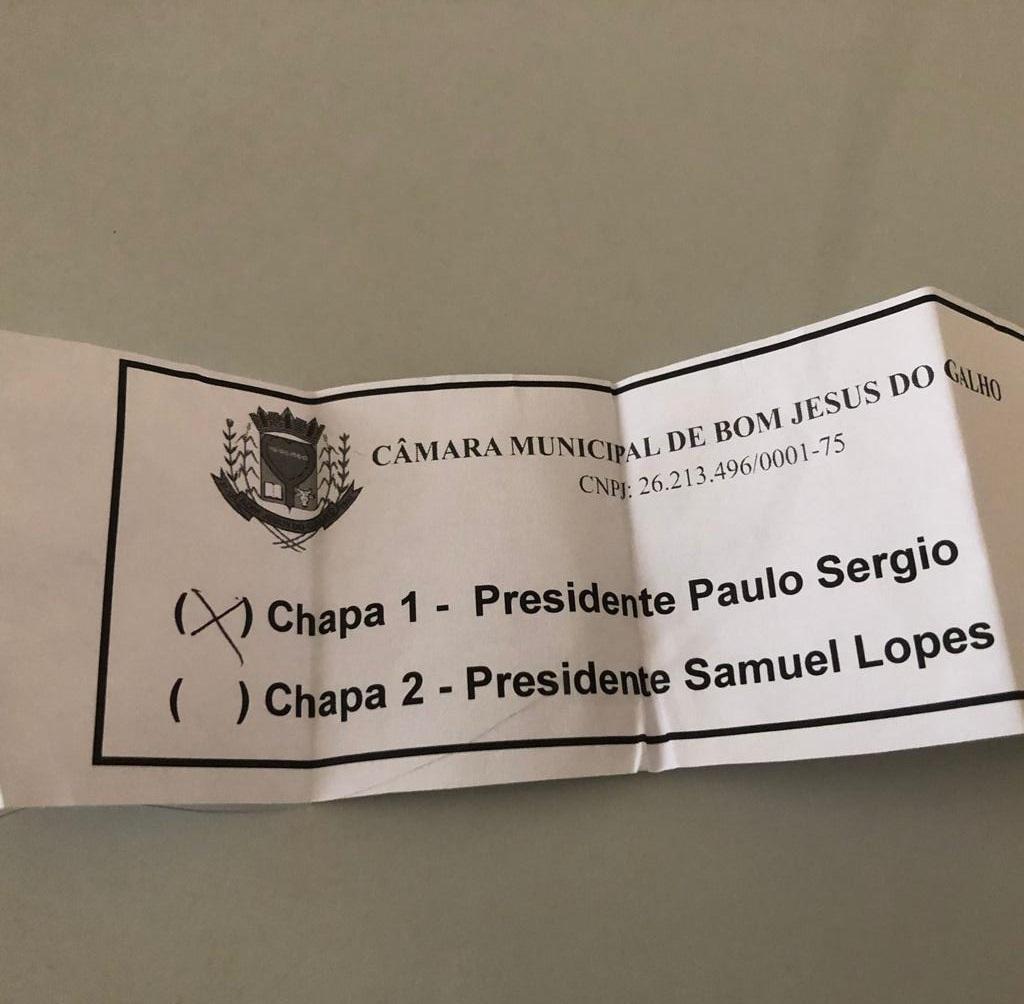 CÂMARA MUNICIPAL DE BOM JESUS DO GALHO
CNPJ: 26.213.496/0001-75
(X) Chapa 1 - Presidente Paulo Sergio
( ) Chapa 2 - Presidente Samuel Lopes